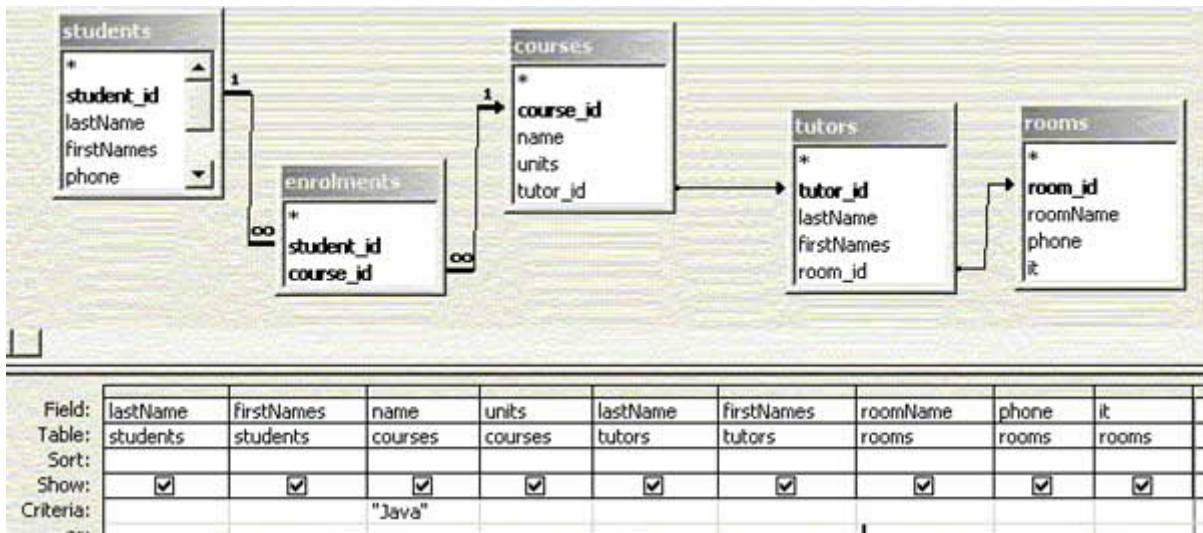 students
*
student_id
lastName
firstNames
phone
1
∞
enrolments
*
student_id
course_id
∞
1
courses
*
course_id
name
units
tutor_id
tutors
*
tutor_id
lastName
firstNames
room_id
rooms
*
room_id
roomName
phone
it
Field: lastName firstNames name units lastName firstNames roomName phone it
Table: students students courses courses tutors tutors rooms rooms rooms
Sort:
Show:
Criteria: "Java"